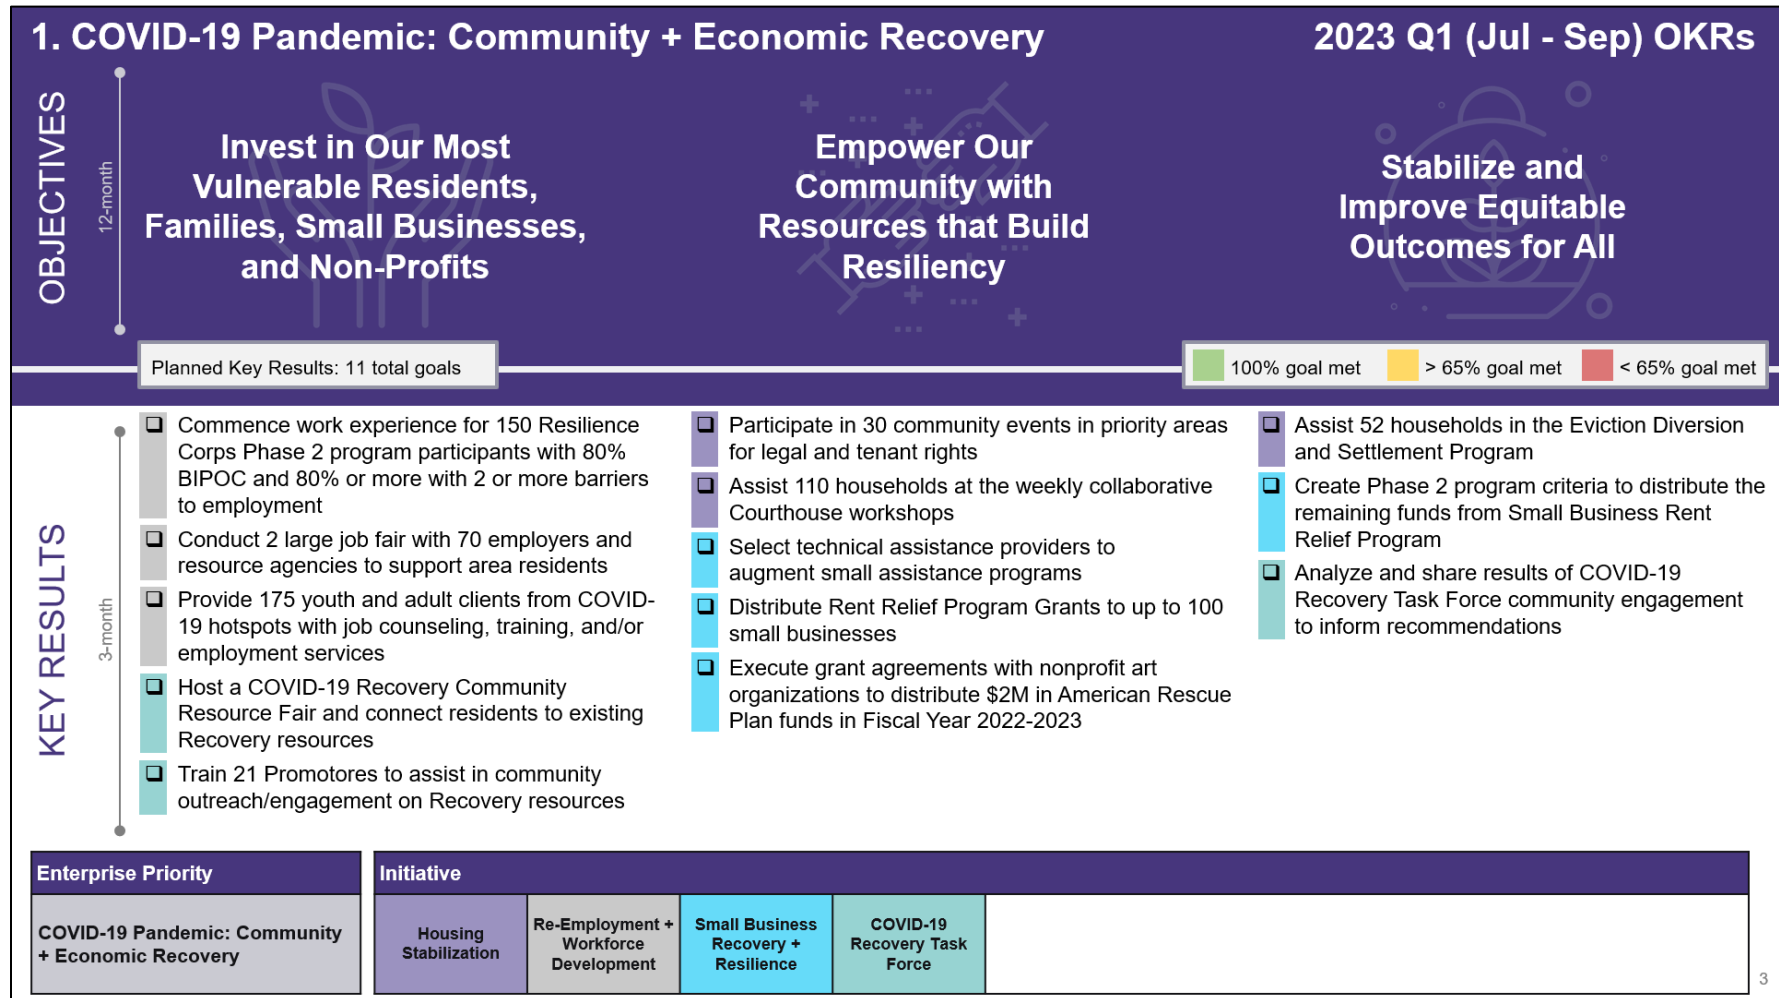 1. COVID-19 Pandemic: Community + Economic Recovery
2023 Q1 (Jul - Sep) OKRs
OBJECTIVES
12-month
Invest in Our Most
Vulnerable Residents,
Families, Small Businesses,
and Non-Profits
Empower Our
Community with
Resources that Build
Resiliency
Stabilize and
Improve Equitable
Outcomes for All
Planned Key Results: 11 total goals
100% goal met
> 65% goal met
< 65% goal met
KEY RESULTS
3-month
Commence work experience for 150 Resilience
Corps Phase 2 program participants with 80%
BIPOC and 80% or more with 2 or more barriers
to employment
Conduct 2 large job fair with 70 employers and
resource agencies to support area residents
Provide 175 youth and adult clients from COVID-
19 hotspots with job counseling, training, and/or
employment services
Host a COVID-19 Recovery Community
Resource Fair and connect residents to existing
Recovery resources
Train 21 Promotores to assist in community
outreach/engagement on Recovery resources
Participate in 30 community events in priority areas
for legal and tenant rights
Assist 110 households at the weekly collaborative
Courthouse workshops
Select technical assistance providers to
augment small assistance programs
Distribute Rent Relief Program Grants to up to 100
small businesses
Execute grant agreements with nonprofit art
organizations to distribute $2M in American Rescue
Plan funds in Fiscal Year 2022-2023
Assist 52 households in the Eviction Diversion
and Settlement Program
Create Phase 2 program criteria to distribute the
remaining funds from Small Business Rent
Relief Program
Analyze and share results of COVID-19
Recovery Task Force community engagement
to inform recommendations
Enterprise Priority
COVID-19 Pandemic: Community
+ Economic Recovery
Initiative
Housing
Stabilization
Re-Employment +
Workforce
Development
Small Business
Recovery +
Resilience
COVID-19
Recovery Task
Force
3